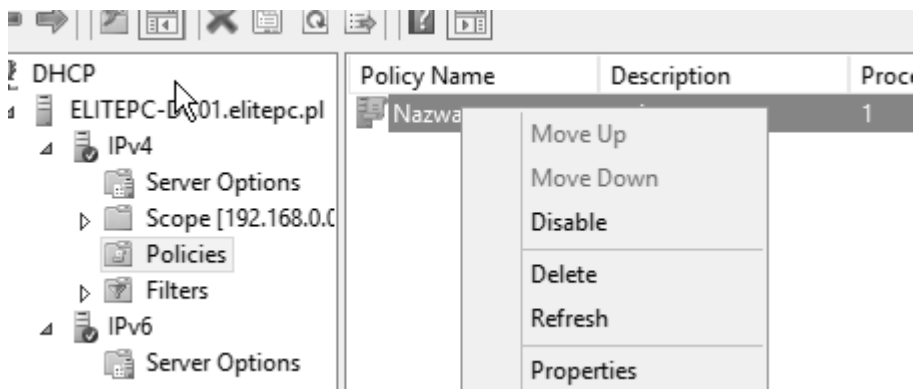 DHCP
ELITEPC-D 01.elitepc.pl
IPv4
Server Options
Scope [192.168.0.0
Policies
Filters
IPv6
Server Options
Policy Name Description Proce
Nazwa 1
Move Up
Move Down
Disable
Delete
Refresh
Properties